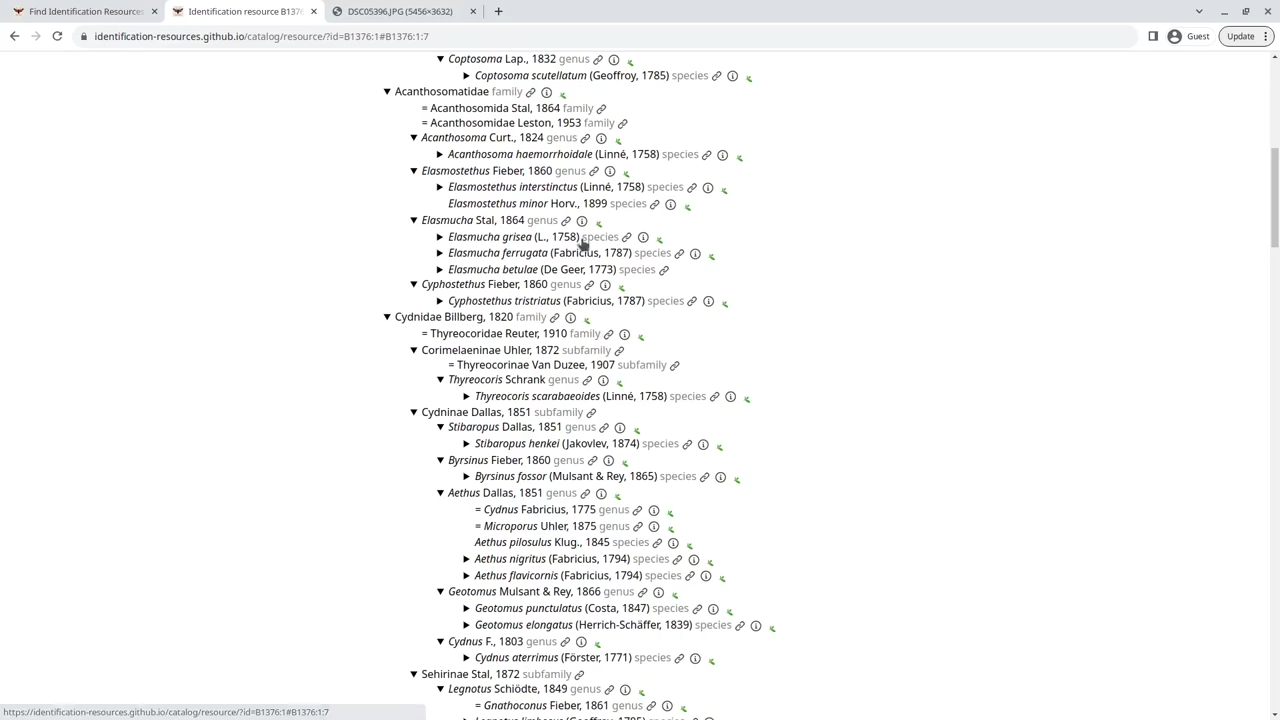 Find Identification Resources
Identification resource B1376
DSC05396.JPG (5456×3632)
identification-resources.github.io/catalog/resource/?id=B1376:1#B1376:1:7
Guest
Update
Coptosoma Lap., 1832 genus
Coptosoma scutellatum (Geoffroy, 1785) species
Acanthosomatidae family
= Acanthosomida Stal, 1864 family
= Acanthosomidae Leston, 1953 family
Acanthosoma Curt., 1824 genus
Acanthosoma haemorrhoidale (Linné, 1758) species
Elasmostethus Fieber, 1860 genus
Elasmostethus interstinctus (Linné, 1758) species
Elasmostethus minor Horv., 1899 species
Elasmucha Stal, 1864 genus
Elasmucha grisea (L., 1758) species
Elasmucha ferrugata (Fabricius, 1787) species
Elasmucha betulae (De Geer, 1773) species
Cyphostethus Fieber, 1860 genus
Cyphostethus tristriatus (Fabricius, 1787) species
Cydnidae Billberg, 1820 family
= Thyreocoridae Reuter, 1910 family
Corimelaeninae Uhler, 1872 subfamily
= Thyreocorinae Van Duzee, 1907 subfamily
Thyreocoris Schrank genus
Thyreocoris scarabaeoides (Linné, 1758) species
Cydninae Dallas, 1851 subfamily
Stibaropus Dallas, 1851 genus
Stibaropus henkei (Jakovlev, 1874) species
Byrsinus Fieber, 1860 genus
Byrsinus fossor (Mulsant & Rey, 1865) species
Aethus Dallas, 1851 genus
= Cydnus Fabricius, 1775 genus
= Microporus Uhler, 1875 genus
Aethus pilosulus Klug., 1845 species
Aethus nigritus (Fabricius, 1794) species
Aethus flavicornis (Fabricius, 1794) species
Geotomus Mulsant & Rey, 1866 genus
Geotomus punctulatus (Costa, 1847) species
Geotomus elongatus (Herrich-Schäffer, 1839) species
Cydnus F., 1803 genus
Cydnus aterrimus (Förster, 1771) species
Sehirinae Stal, 1872 subfamily
Legnotus Schiödte, 1849 genus
= Gnathoconus Fieber, 1861 genus
Legnotus limbosus (Geoffroy, 1785) species
https://identification-resources.github.io/catalog/resource/?id=B1376:1#B1376:1:7